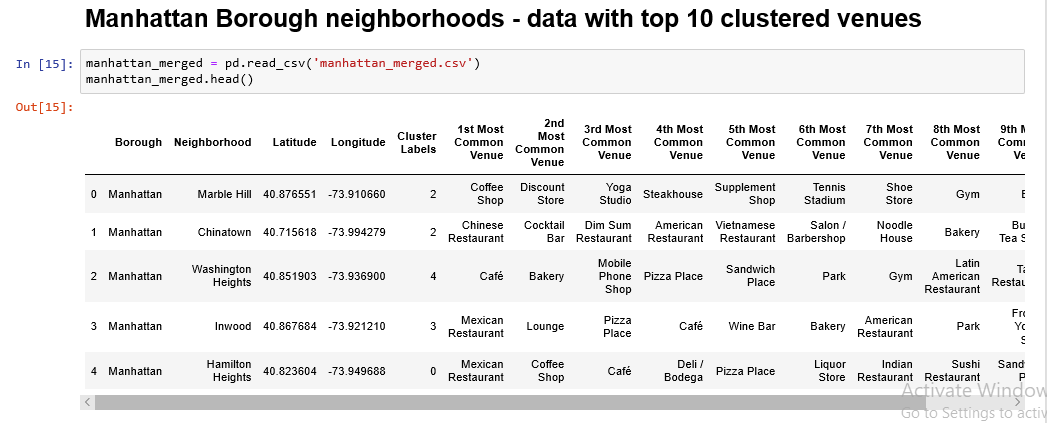 Manhattan Borough neighborhoods - data with top 10 clustered venues
In [15]: manhattan_merged = pd.read_csv('manhattan_merged.csv')
manhattan_merged.head()
Out[15]:
Borough Neighborhood Latitude Longitude Cluster Labels 1st Most Common Venue 2nd Most Common Venue 3rd Most Common Venue 4th Most Common Venue 5th Most Common Venue 6th Most Common Venue 7th Most Common Venue 8th Most Common Venue 9th
0 Manhattan Marble Hill 40.876551 -73.910660 2 Coffee Shop Discount Store Yoga Studio Steakhouse Supplement Shop Tennis Stadium Shoe Store Gym
1 Manhattan Chinatown 40.715618 -73.994279 2 Chinese Restaurant Cocktail Bar Dim Sum Restaurant American Restaurant Vietnamese Restaurant Salon / Barbershop Noodle House Bakery
2 Manhattan Washington Heights 40.851903 -73.936900 4 Café Bakery Mobile Phone Shop Pizza Place Sandwich Place Park Gym Latin American Restaurant
3 Manhattan Inwood 40.867684 -73.921210 3 Mexican Restaurant Lounge Pizza Place Café Wine Bar Bakery American Restaurant Park
4 Manhattan Hamilton Heights 40.823604 -73.949688 0 Mexican Restaurant Coffee Shop Café Deli / Bodega Pizza Place Liquor Store Indian Restaurant Sushi Restaurant
Activate Window
Go to Settings to activ